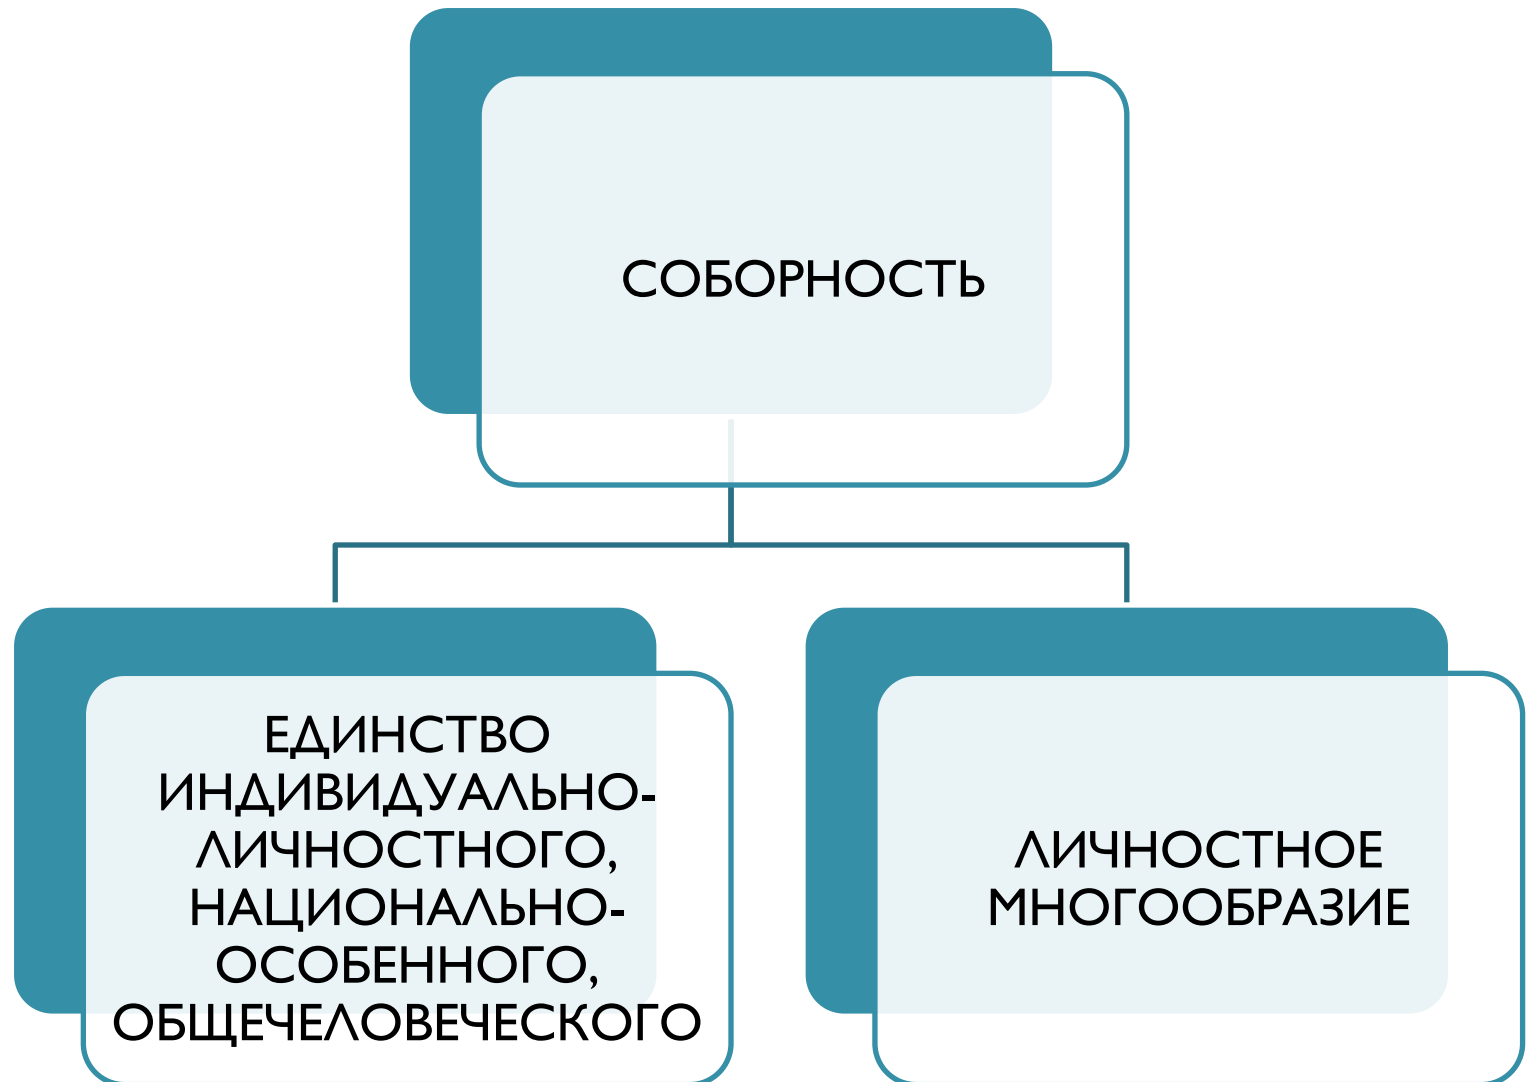 СОБОРНОСТЬ
ЕДИНСТВО
ИНДИВИДУАЛЬНО-
ЛИЧНОСТНОГО,
НАЦИОНАЛЬНО-
ОСОБЕННОГО,
ОБЩЕЧЕЛОВЕЧЕСКОГО
ЛИЧНОСТНОЕ
МНОГООБРАЗИЕ